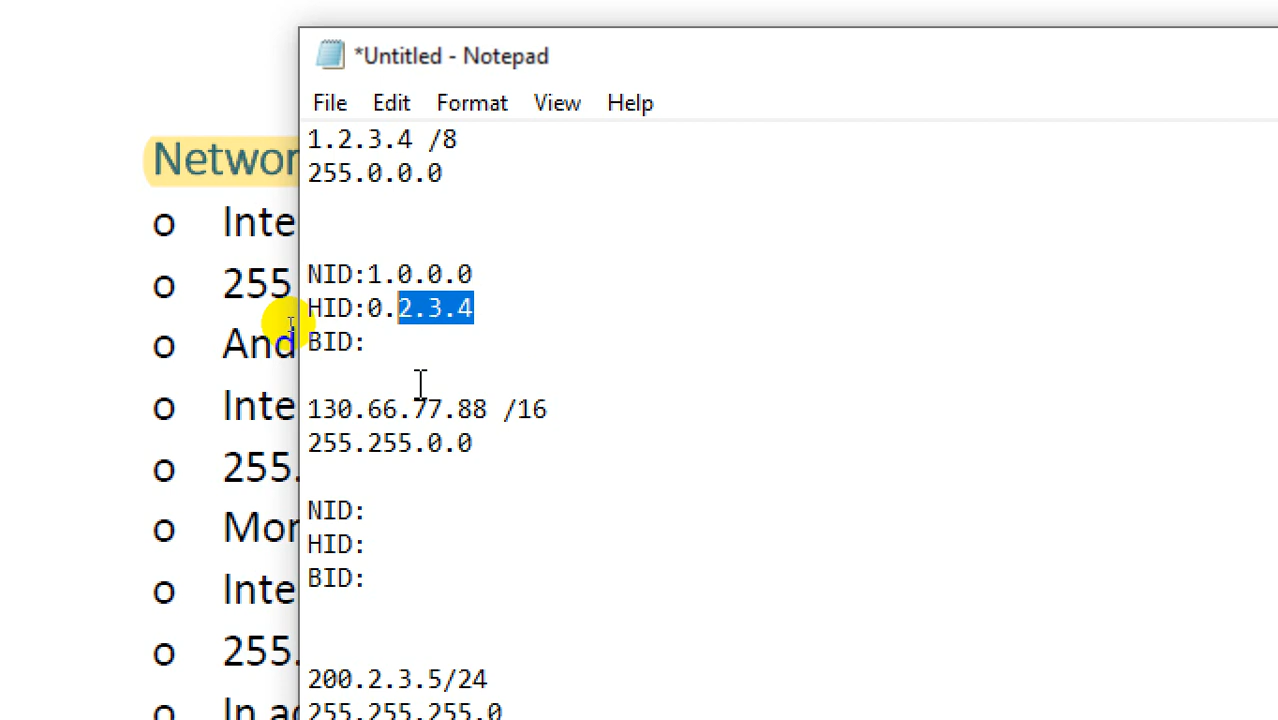 *Untitled - Notepad
File Edit Format View Help
1.2.3.4 /8
255.0.0.0
NID:1.0.0.0
HID:0.2.3.4
BID:
130.66.77.88 /16
255.255.0.0
NID:
HID:
BID:
200.2.3.5/24
255.255.255.0
Networ
o Inte
o 255
o And
o Inte
o 255.
o Mor
o Inte
o 255.
o In ac